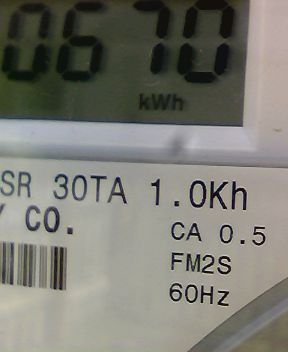 0670
kWh
SR 30TA 1.0Kh
Y CO.
CA 0.5
FM2S
60Hz